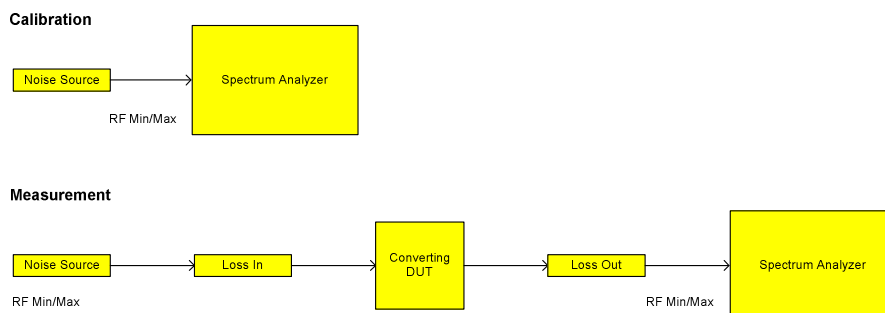 Calibration
Noise Source
Spectrum Analyzer
RF Min/Max
Measurement
Noise Source
Loss In
Converting
DUT
Loss Out
Spectrum Analyzer
RF Min/Max
RF Min/Max